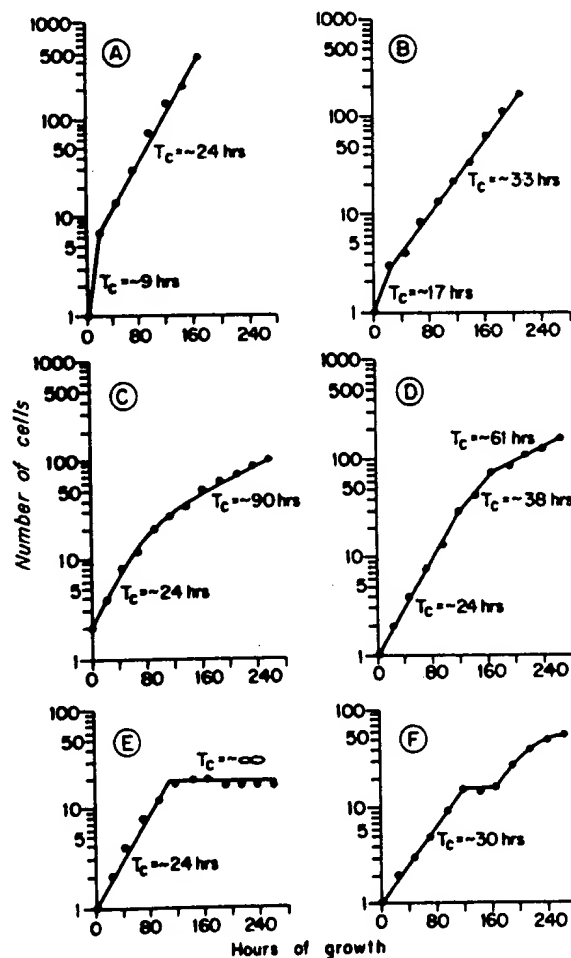 A
1000
500
100
50
10
5
1
Tc=~24 hrs
Tc=~9 hrs
0 80 160 240
B
1000
500
100
50
10
5
1
Tc=~33 hrs
Tc=~17 hrs
0 80 160 240
Number of cells
C
1000
500
100
50
10
5
1
Tc=~90 hrs
Tc=~24 hrs
0 80 160 240
D
1000
500
100
50
10
5
1
Tc=~61 hrs
Tc=~38 hrs
Tc=~24 hrs
0 80 160 240
E
100
50
10
5
1
Tc=~∞
Tc=~24 hrs
0 80 160 240
F
100
50
10
5
1
Tc=~30 hrs
0 80 160 240
Hours of growth